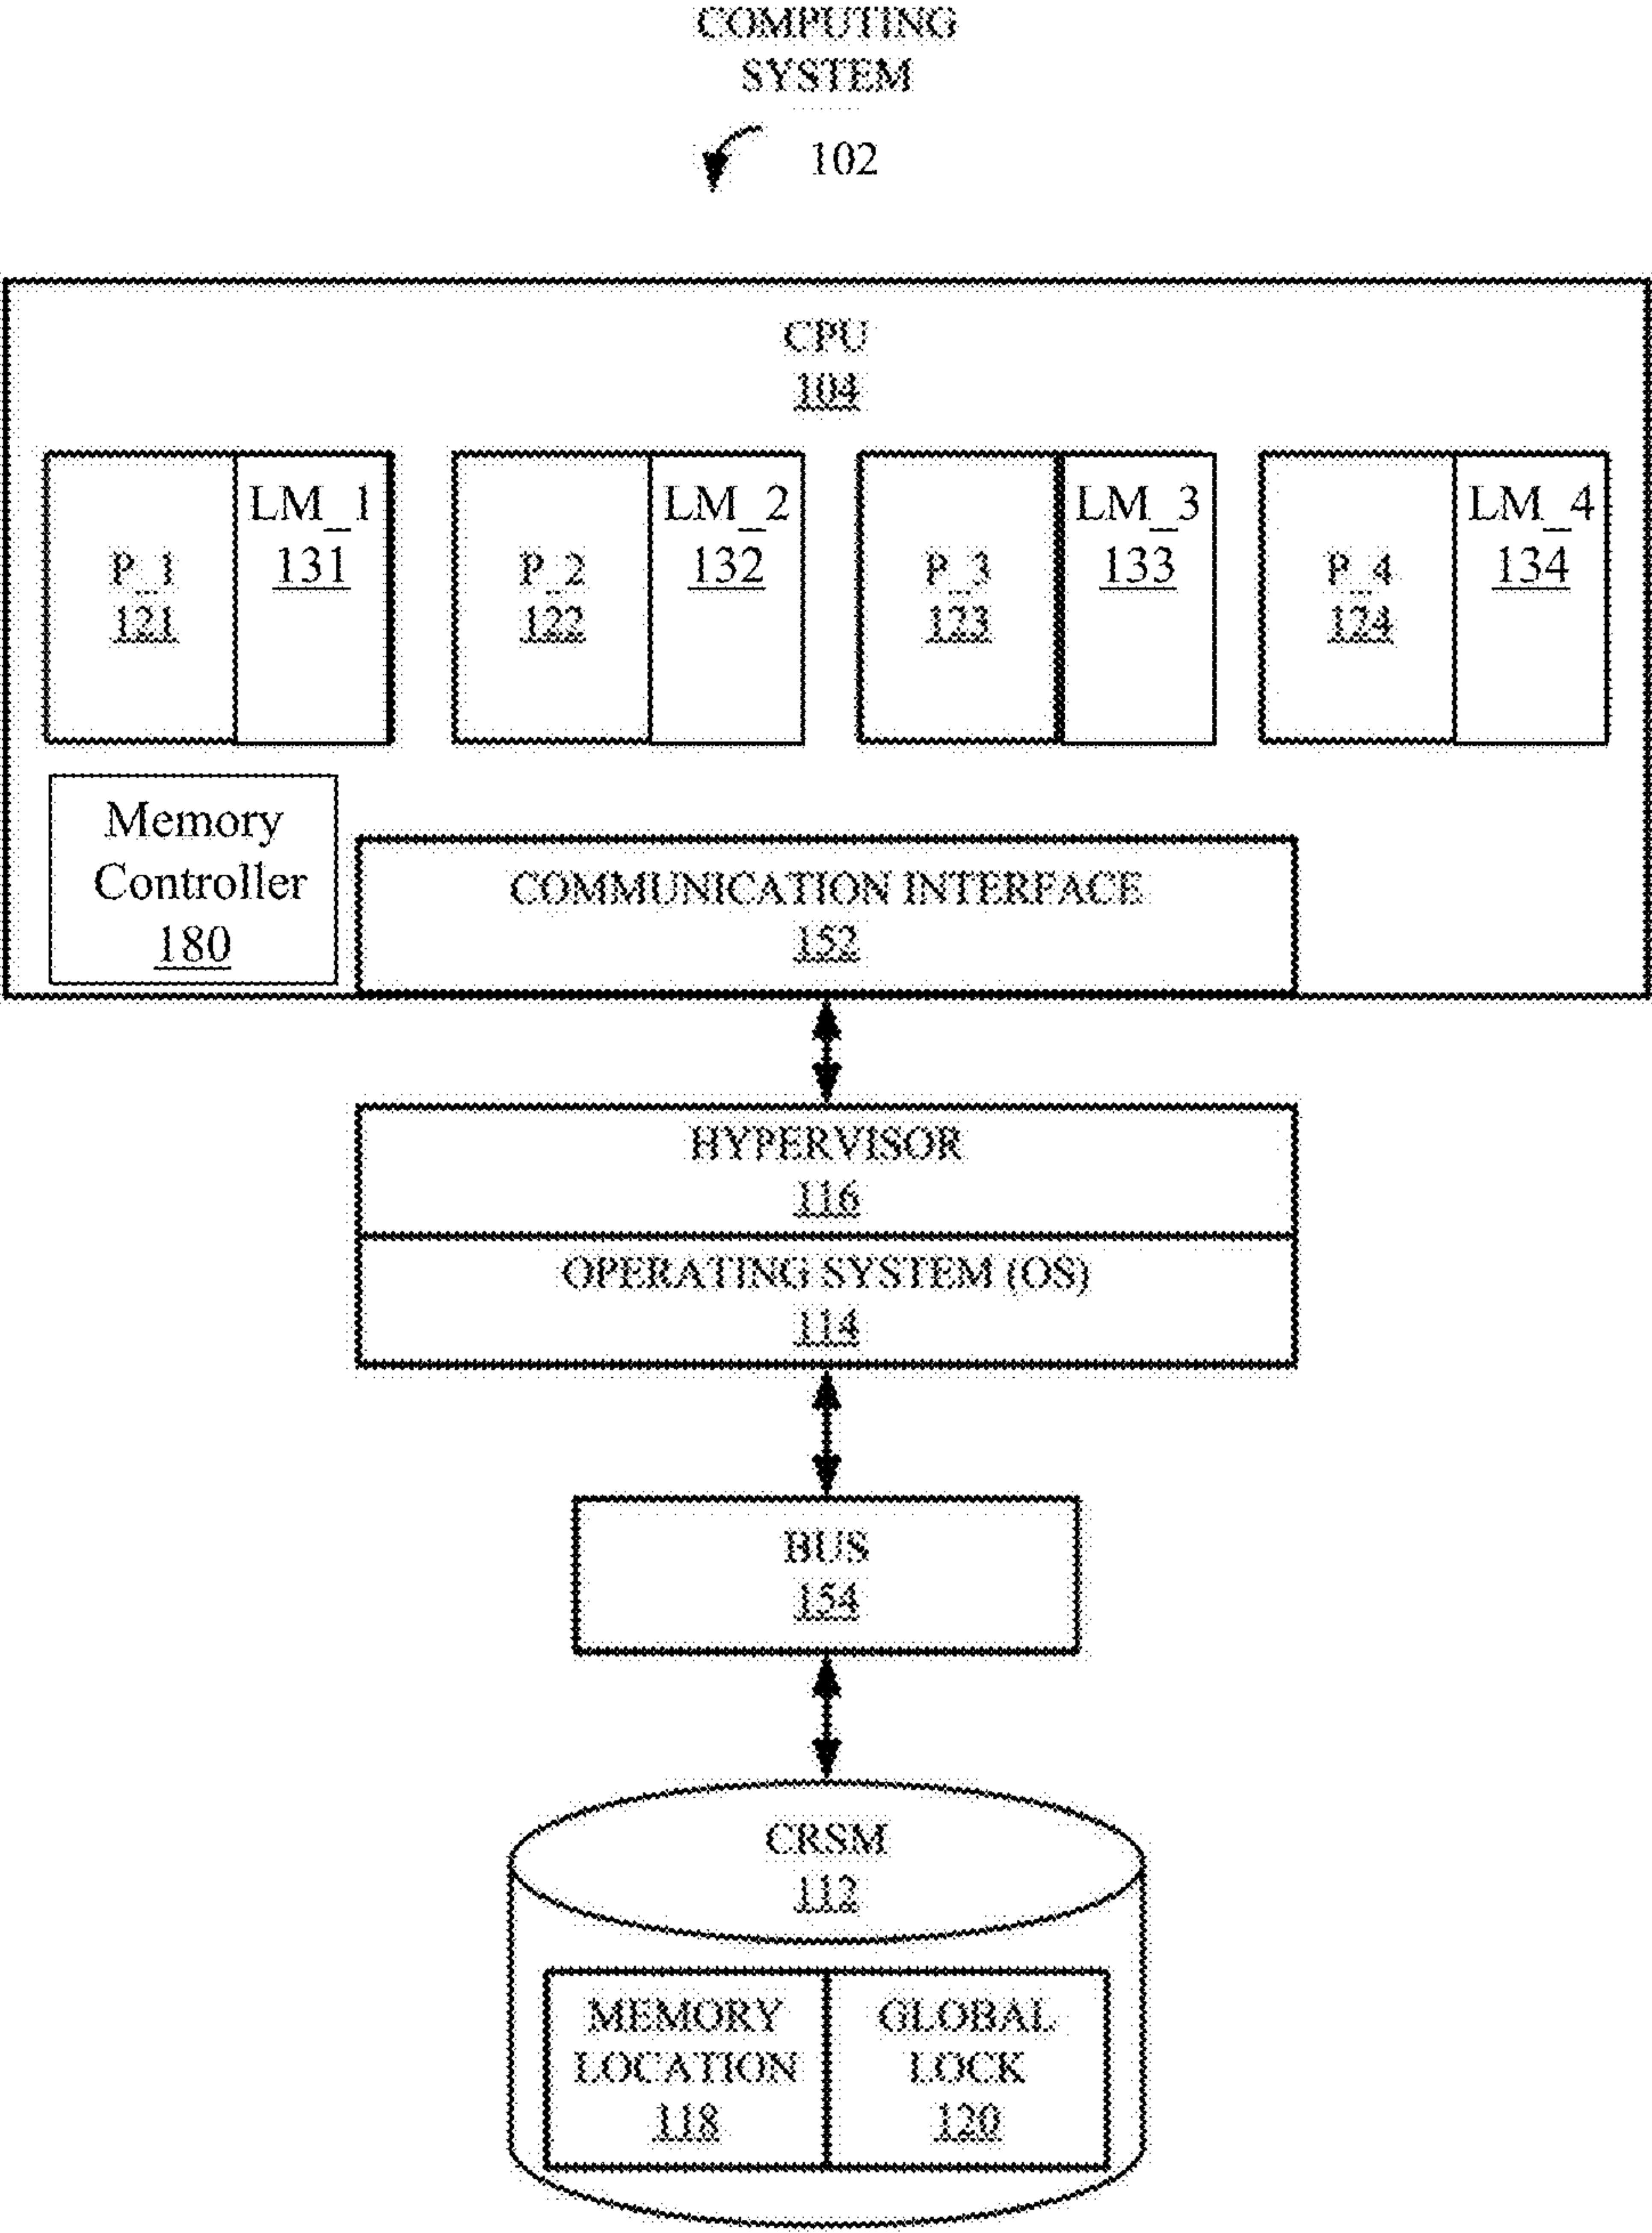 COMPUTING
SYSTEM
102
CPU
104
P_1
121
LM_1
131
P_2
122
LM_2
132
P_3
123
LM_3
133
P_4
124
LM_4
134
Memory
Controller
180
COMMUNICATION INTERFACE
152
HYPERVISOR
116
OPERATING SYSTEM (OS)
114
BUS
154
CRSM
112
MEMORY
LOCATION
118
GLOBAL
LOCK
120